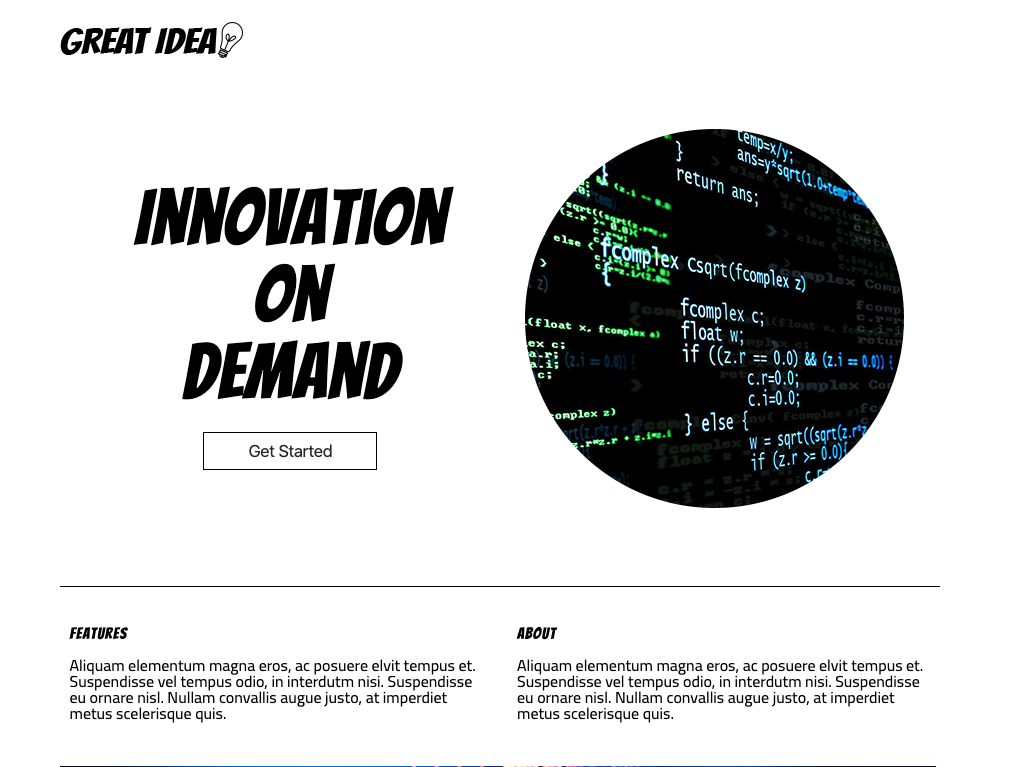 GREAT IDEA
INNOVATION
ON
DEMAND
Get Started
temp=x/y;
}
ans=y*sqrt(1.0+temp*te
return ans;
else {
fcomplex Csqrt(fcomplex z)
{
fcomplex c;
(float x, fcomplex a)
float w;
if ((z.r == 0.0) && (z.i == 0.0)) {
c.r=0.0;
c.i=0.0;
omplex z)
} else {
w = sqrt((sqrt(z.r*z
if (z.r >= 0.0){
FEATURES
Aliquam elementum magna eros, ac posuere elvit tempus et.
Suspendisse vel tempus odio, in interdutm nisi. Suspendisse
eu ornare nisl. Nullam convallis augue justo, at imperdiet
metus scelerisque quis.
ABOUT
Aliquam elementum magna eros, ac posuere elvit tempus et.
Suspendisse vel tempus odio, in interdutm nisi. Suspendisse
eu ornare nisl. Nullam convallis augue justo, at imperdiet
metus scelerisque quis.